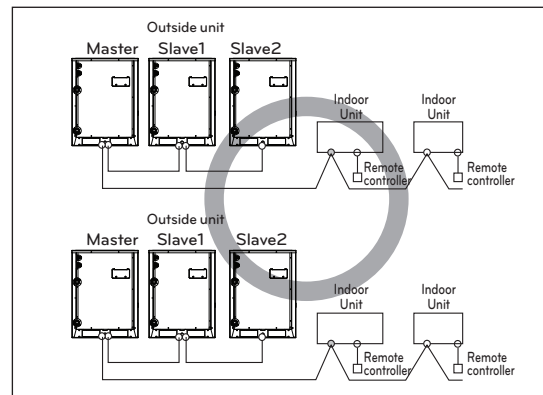 Outside unit
Master Slave1 Slave2
Indoor Unit
Indoor Unit
Remote controller
Remote controller
Outside unit
Master Slave1 Slave2
Indoor Unit
Indoor Unit
Remote controller
Remote controller